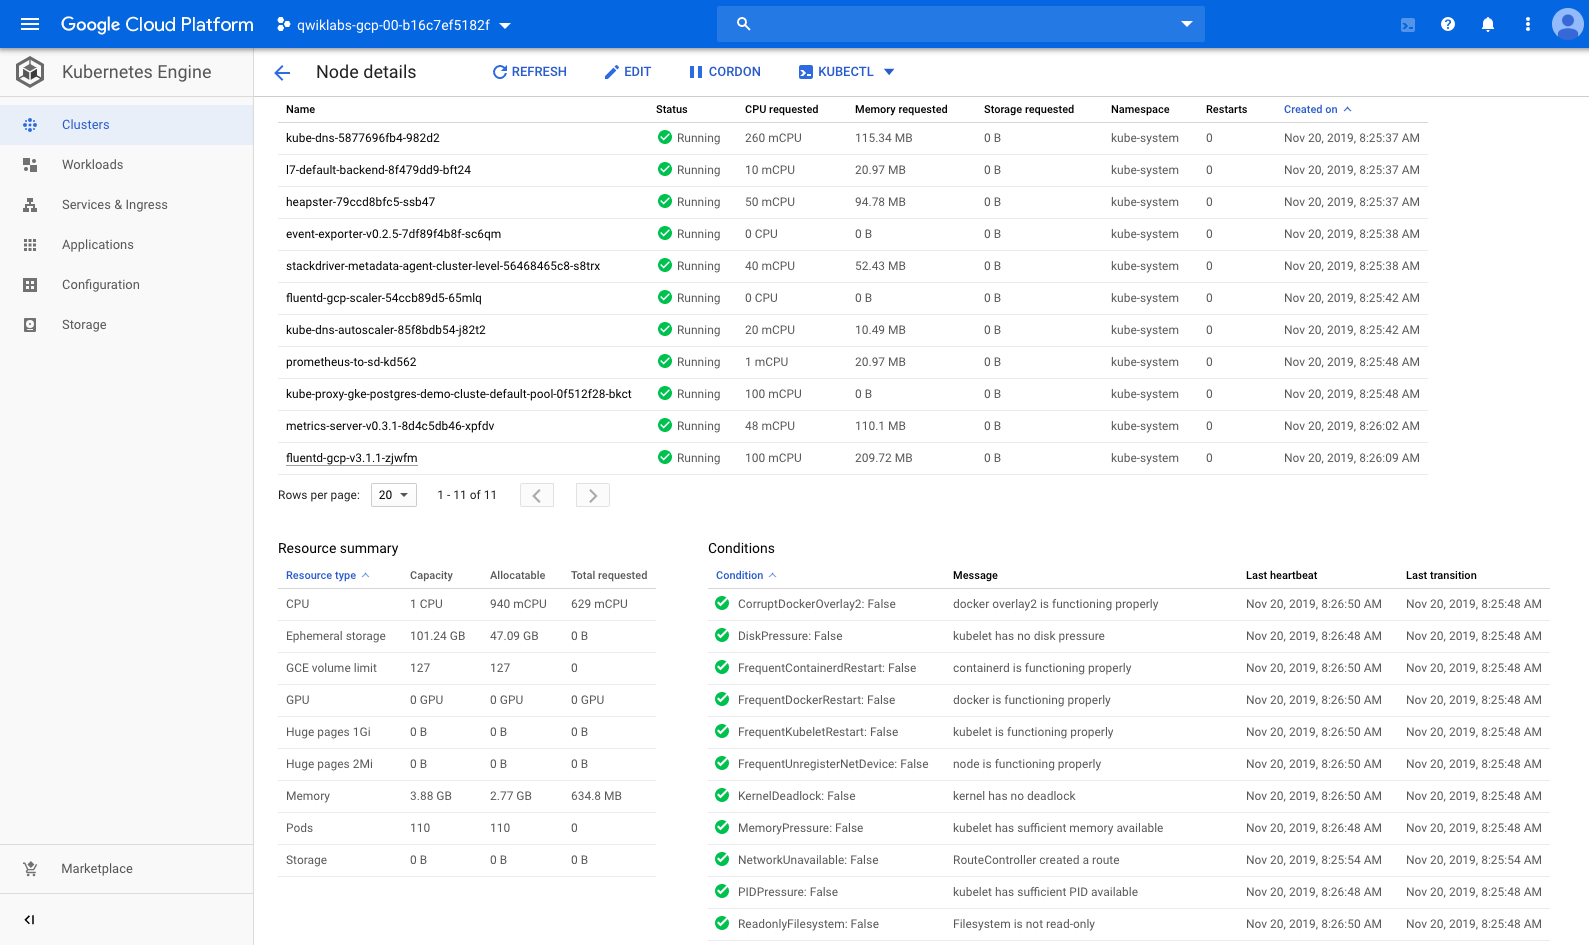 Google Cloud Platform qwiklabs-gcp-00-b16c7ef5182f
Kubernetes Engine
Node details REFRESH EDIT CORDON KUBECTL
Clusters
Workloads
Services & Ingress
Applications
Configuration
Storage
Marketplace
Name Status CPU requested Memory requested Storage requested Namespace Restarts Created on
kube-dns-5877696fb4-982d2 Running 260 mCPU 115.34 MB 0 B kube-system 0 Nov 20, 2019, 8:25:37 AM
l7-default-backend-8f479dd9-bft24 Running 10 mCPU 20.97 MB 0 B kube-system 0 Nov 20, 2019, 8:25:37 AM
heapster-79ccd8bfc5-ssb47 Running 50 mCPU 94.78 MB 0 B kube-system 0 Nov 20, 2019, 8:25:37 AM
event-exporter-v0.2.5-7df89f4b8f-sc6qm Running 0 CPU 0 B 0 B kube-system 0 Nov 20, 2019, 8:25:38 AM
stackdriver-metadata-agent-cluster-level-56468465c8-s8trx Running 40 mCPU 52.43 MB 0 B kube-system 0 Nov 20, 2019, 8:25:38 AM
fluentd-gcp-scaler-54ccb89d5-65mlq Running 0 CPU 0 B 0 B kube-system 0 Nov 20, 2019, 8:25:42 AM
kube-dns-autoscaler-85f8bdb54-j82t2 Running 20 mCPU 10.49 MB 0 B kube-system 0 Nov 20, 2019, 8:25:42 AM
prometheus-to-sd-kd562 Running 1 mCPU 20.97 MB 0 B kube-system 0 Nov 20, 2019, 8:25:48 AM
kube-proxy-gke-postgres-demo-cluste-default-pool-0f512f28-bkct Running 100 mCPU 0 B 0 B kube-system 0 Nov 20, 2019, 8:25:48 AM
metrics-server-v0.3.1-8d4c5db46-xpfdv Running 48 mCPU 110.1 MB 0 B kube-system 0 Nov 20, 2019, 8:26:02 AM
fluentd-gcp-v3.1.1-zjwfm Running 100 mCPU 209.72 MB 0 B kube-system 0 Nov 20, 2019, 8:26:09 AM
Rows per page: 20 1 - 11 of 11
Resource summary
Resource type Capacity Allocatable Total requested
CPU 1 CPU 940 mCPU 629 mCPU
Ephemeral storage 101.24 GB 47.09 GB 0 B
GCE volume limit 127 127 0
GPU 0 GPU 0 GPU 0 GPU
Huge pages 1Gi 0 B 0 B 0 B
Huge pages 2Mi 0 B 0 B 0 B
Memory 3.88 GB 2.77 GB 634.8 MB
Pods 110 110 0
Storage 0 B 0 B 0 B
Conditions
Condition Message Last heartbeat Last transition
CorruptDockerOverlay2: False docker overlay2 is functioning properly Nov 20, 2019, 8:26:50 AM Nov 20, 2019, 8:25:48 AM
DiskPressure: False kubelet has no disk pressure Nov 20, 2019, 8:26:48 AM Nov 20, 2019, 8:25:48 AM
FrequentContainerdRestart: False containerd is functioning properly Nov 20, 2019, 8:26:50 AM Nov 20, 2019, 8:25:48 AM
FrequentDockerRestart: False docker is functioning properly Nov 20, 2019, 8:26:50 AM Nov 20, 2019, 8:25:48 AM
FrequentKubeletRestart: False kubelet is functioning properly Nov 20, 2019, 8:26:50 AM Nov 20, 2019, 8:25:48 AM
FrequentUnregisterNetDevice: False node is functioning properly Nov 20, 2019, 8:26:50 AM Nov 20, 2019, 8:25:48 AM
KernelDeadlock: False kernel has no deadlock Nov 20, 2019, 8:26:50 AM Nov 20, 2019, 8:25:48 AM
MemoryPressure: False kubelet has sufficient memory available Nov 20, 2019, 8:26:48 AM Nov 20, 2019, 8:25:48 AM
NetworkUnavailable: False RouteController created a route Nov 20, 2019, 8:25:54 AM Nov 20, 2019, 8:25:54 AM
PIDPressure: False kubelet has sufficient PID available Nov 20, 2019, 8:26:48 AM Nov 20, 2019, 8:25:48 AM
ReadonlyFilesystem: False Filesystem is not read-only Nov 20, 2019, 8:26:50 AM Nov 20, 2019, 8:25:48 AM